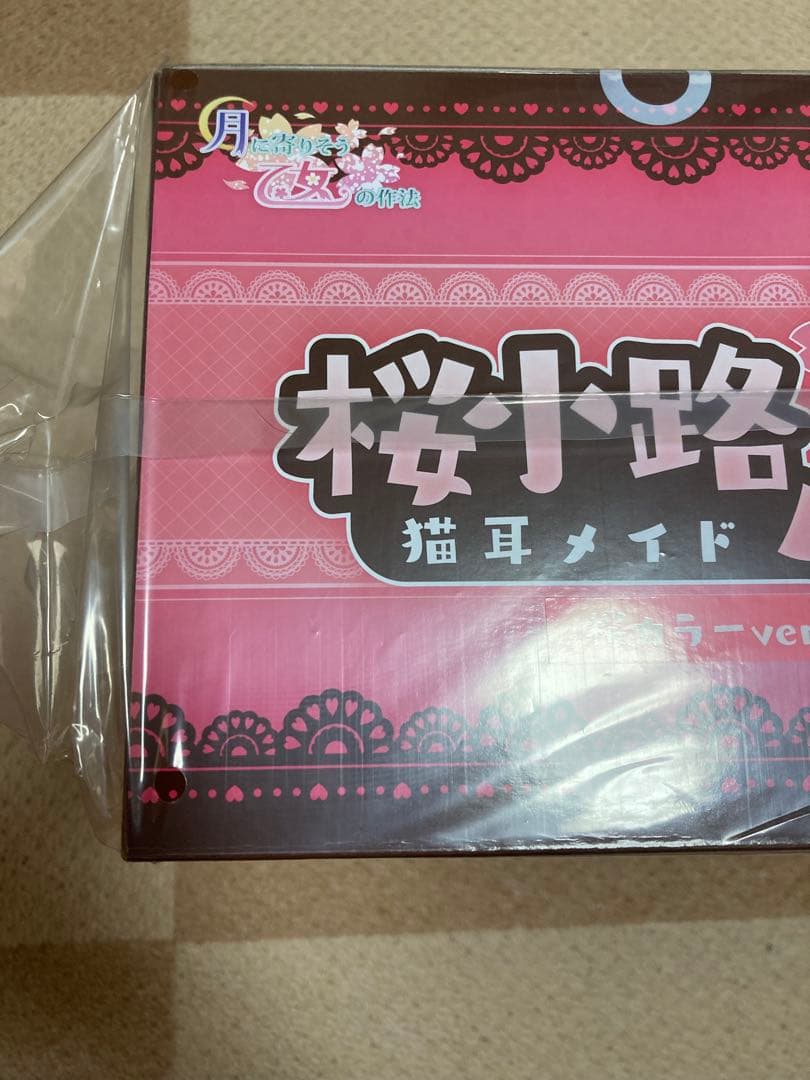 月に寄りそう
乙女の作法
桜小路
猫耳メイド
カラーver